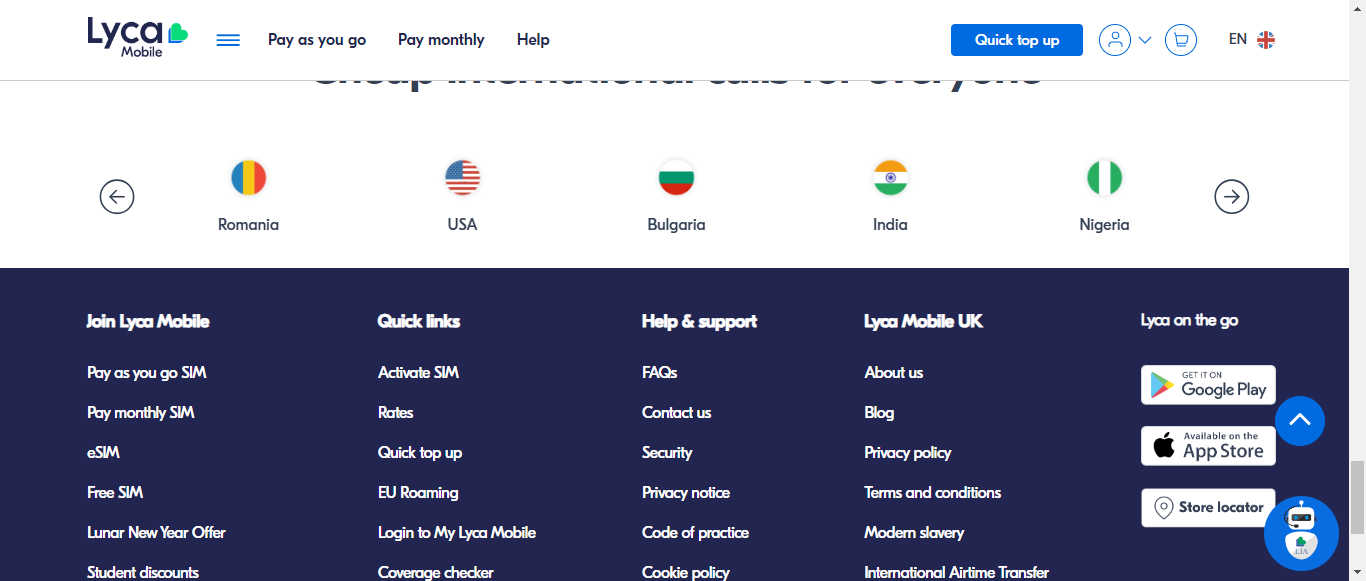 Lyca
Mobile
Pay as you go
Pay monthly
Help
Quick top up
EN
Cheap international calls for everyone
Romania
USA
Bulgaria
India
Nigeria
Join Lyca Mobile
Pay as you go SIM
Pay monthly SIM
eSIM
Free SIM
Lunar New Year Offer
Student discounts
Quick links
Activate SIM
Rates
Quick top up
EU Roaming
Login to My Lyca Mobile
Coverage checker
Help & support
FAQs
Contact us
Security
Privacy notice
Code of practice
Cookie policy
Lyca Mobile UK
About us
Blog
Privacy policy
Terms and conditions
Modern slavery
International Airtime Transfer
Lyca on the go
GET IT ON
Google Play
Available on the
App Store
Store locator
LIA